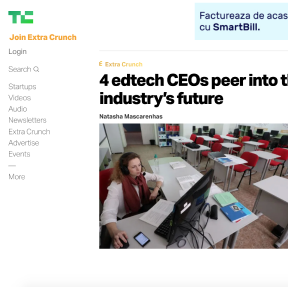 TC
Join Extra Crunch
Login
Search
Startups
Videos
Audio
Newsletters
Extra Crunch
Advertise
Events
—
More
Factureaza de acas
cu SmartBill.
Extra Crunch
4 edtech CEOs peer into t
industry's future
Natasha Mascarenhas